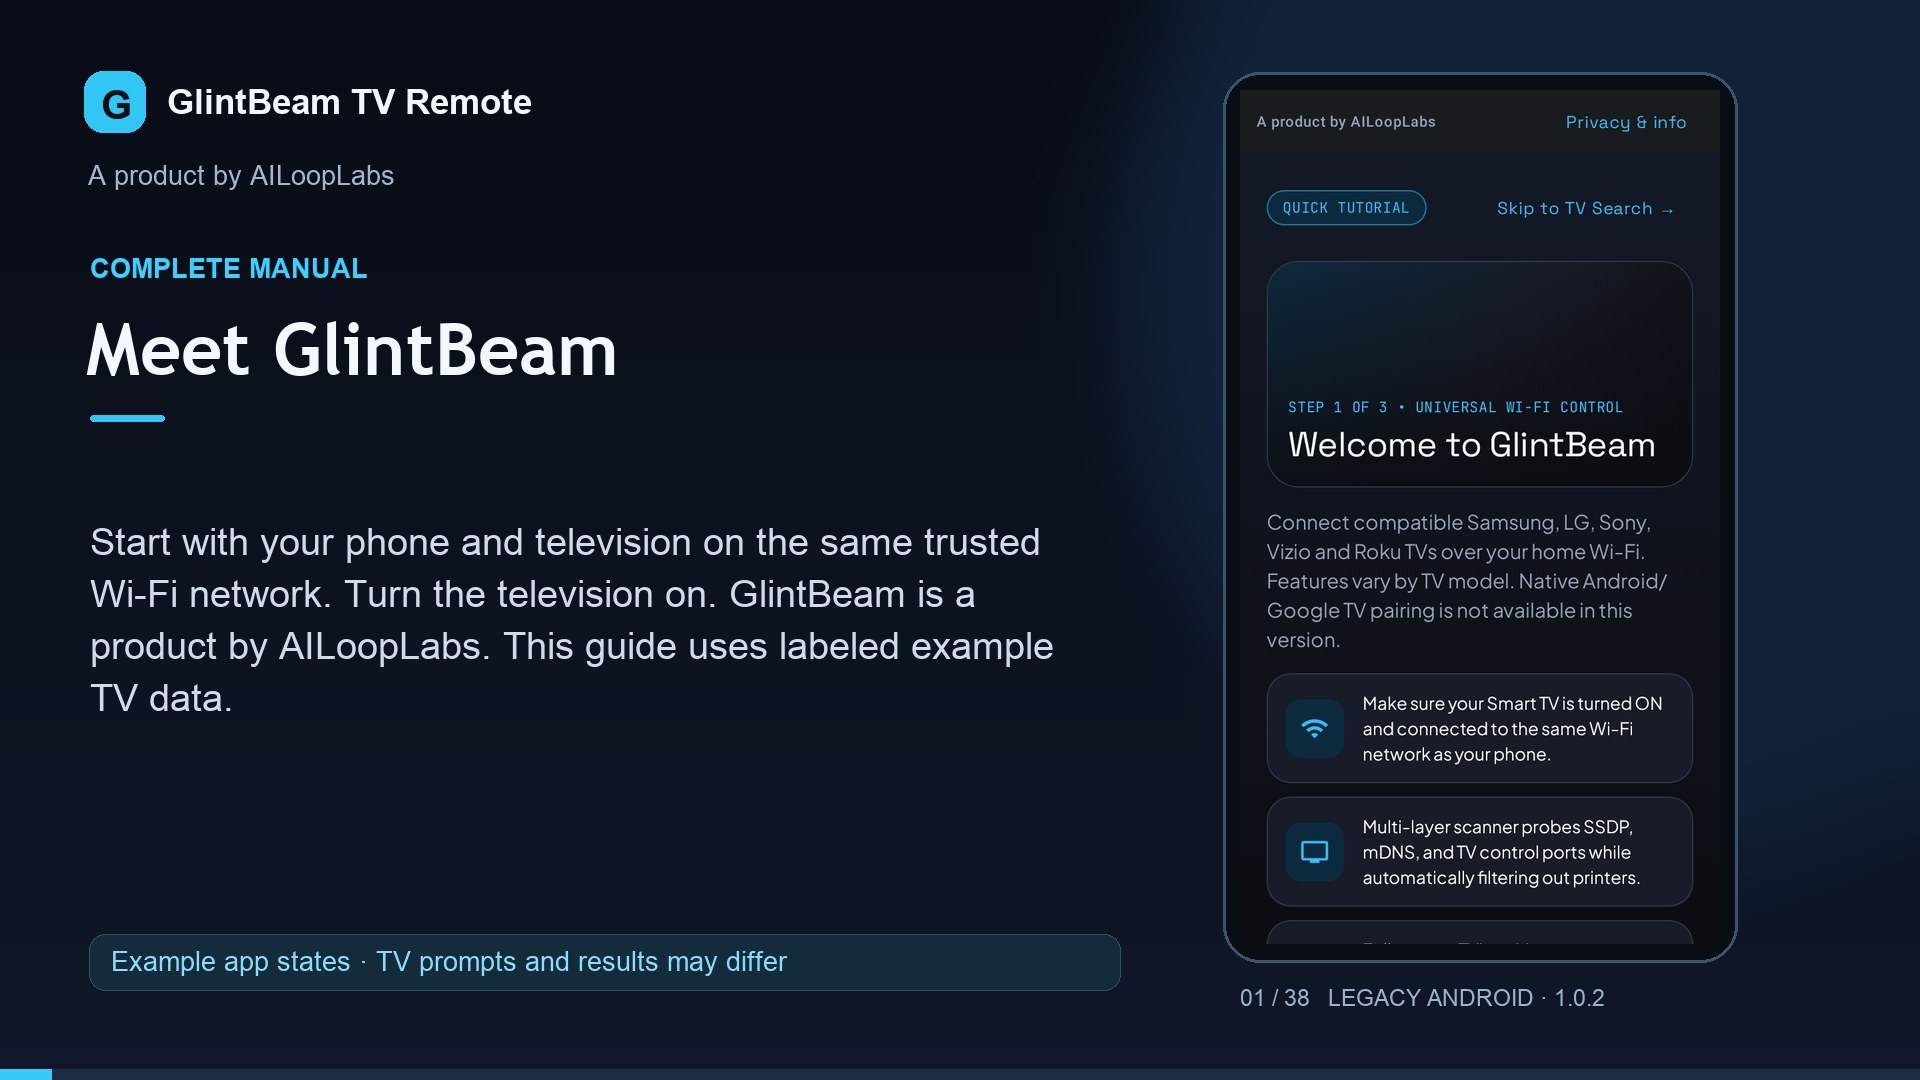 G
GlintBeam TV Remote
A product by AILoopLabs
COMPLETE MANUAL
Meet GlintBeam
Start with your phone and television on the same trusted
Wi-Fi network. Turn the television on. GlintBeam is a
product by AILoopLabs. This guide uses labeled example
TV data.
Example app states · TV prompts and results may differ
A product by AILoopLabs
Privacy & info
QUICK TUTORIAL
Skip to TV Search →
STEP 1 OF 3 • UNIVERSAL WI-FI CONTROL
Welcome to GlintBeam
Connect compatible Samsung, LG, Sony,
Vizio and Roku TVs over your home Wi-Fi.
Features vary by TV model. Native Android/
Google TV pairing is not available in this
version.
Make sure your Smart TV is turned ON
and connected to the same Wi-Fi
network as your phone.
Multi-layer scanner probes SSDP,
mDNS, and TV control ports while
automatically filtering out printers.
01 / 38 LEGACY ANDROID · 1.0.2